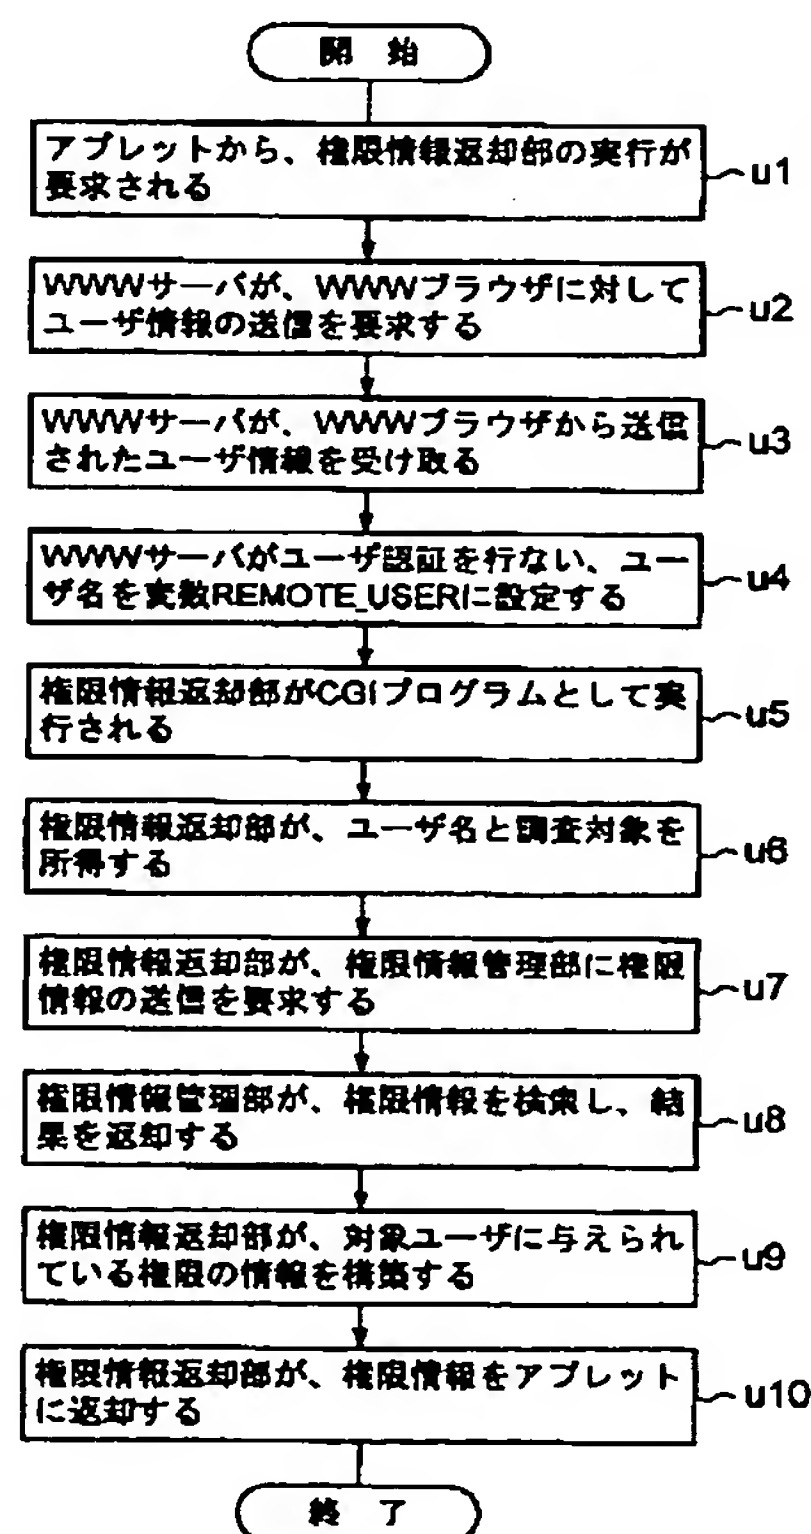 開 始
アプレットから、権限情報返却部の実行が
要求される
u1
WWWサーバが、WWWブラウザに対して
ユーザ情報の送信を要求する
u2
WWWサーバが、WWWブラウザから送信
されたユーザ情報を受け取る
u3
WWWサーバがユーザ認証を行ない、ユー
ザ名を変数REMOTE_USERに設定する
u4
権限情報返却部がCGIプログラムとして実
行される
u5
権限情報返却部が、ユーザ名と調査対象を
所得する
u6
権限情報返却部が、権限情報管理部に権限
情報の送信を要求する
u7
権限情報管理部が、権限情報を検索し、結
果を返却する
u8
権限情報返却部が、対象ユーザに与えられ
ている権限の情報を構築する
u9
権限情報返却部が、権限情報をアプレット
に返却する
u10
終 了